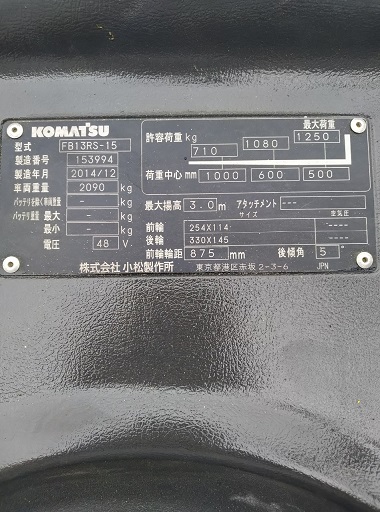 KOMATSU
型式 FB13RS-15
製造番号 153994
製造年月 2014/12
車両重量 2090 kg
バッテリを除く車両重量 - kg
バッテリ重量 最大 - kg
最小 - kg
電圧 48 V
株式会社 小松製作所
最大荷重
許容荷重 kg 710 1080 1250
荷重中心 mm 1000 600 500
最大揚高 3.0 m アタッチメント ---
サイズ 空気圧
前輪 254X114 ----
後輪 330X145 ----
前輪輪距 875 mm 後傾角 5°
東京都港区赤坂2-3-6 JPN